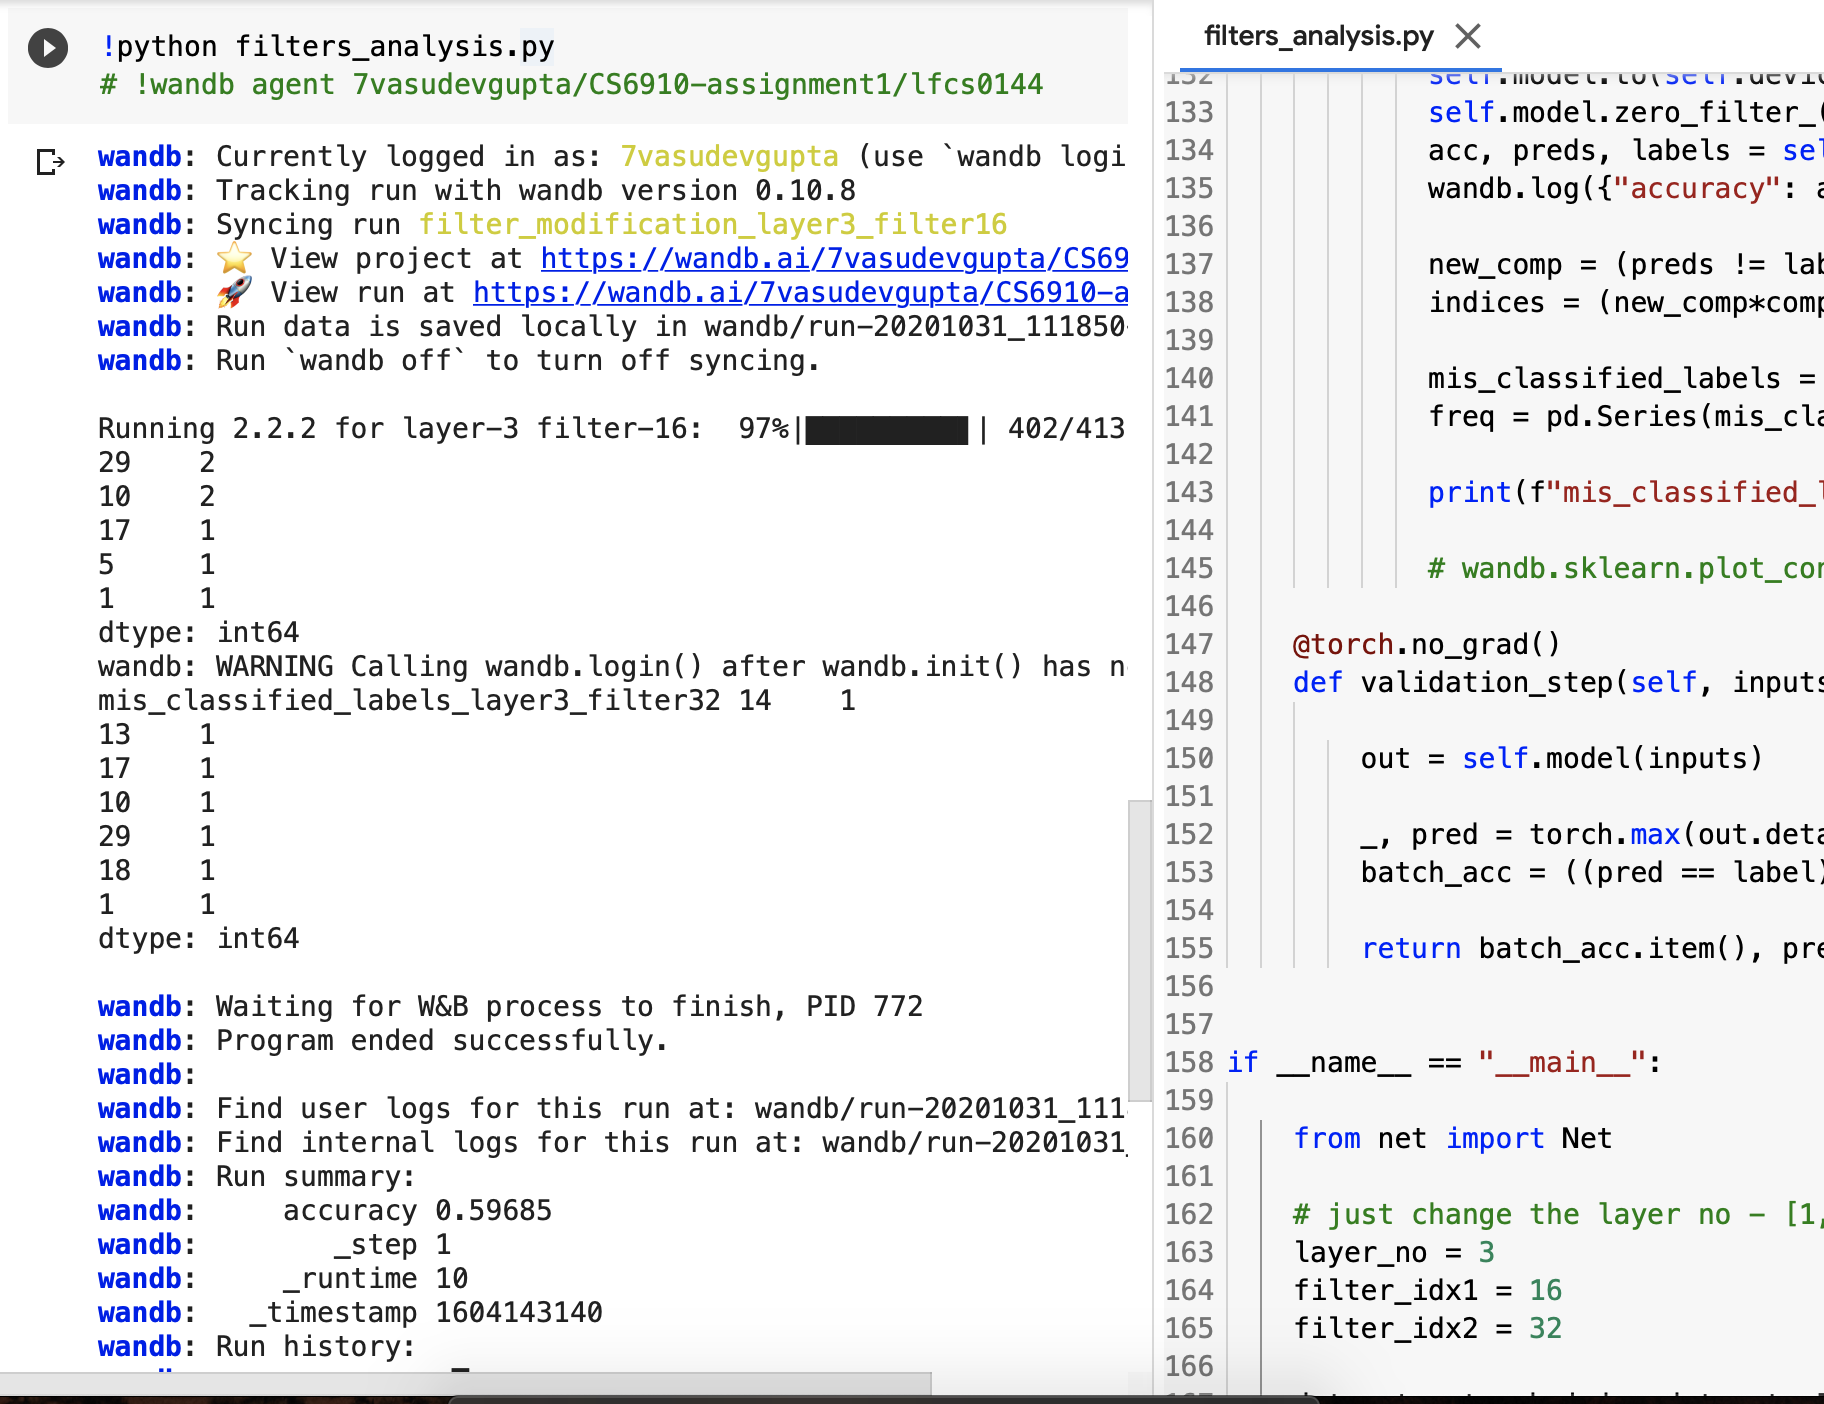 !python filters_analysis.py
# !wandb agent 7vasudevgupta/CS6910-assignment1/lfcs0144
wandb: Currently logged in as: 7vasudevgupta (use `wandb logi
wandb: Tracking run with wandb version 0.10.8
wandb: Syncing run filter_modification_layer3_filter16
wandb: ⭐ View project at https://wandb.ai/7vasudevgupta/CS69
wandb: 🚀 View run at https://wandb.ai/7vasudevgupta/CS6910-a
wandb: Run data is saved locally in wandb/run-20201031_111850-
wandb: Run `wandb off` to turn off syncing.
Running 2.2.2 for layer-3 filter-16:  97%|██████████| 402/413
29    2
10    2
17    1
5     1
1     1
dtype: int64
wandb: WARNING Calling wandb.login() after wandb.init() has n
mis_classified_labels_layer3_filter32 14    1
13    1
17    1
10    1
29    1
18    1
1     1
dtype: int64
wandb: Waiting for W&B process to finish, PID 772
wandb: Program ended successfully.
wandb:
wandb: Find user logs for this run at: wandb/run-20201031_111
wandb: Find internal logs for this run at: wandb/run-20201031_
wandb: Run summary:
wandb:     accuracy 0.59685
wandb:        _step 1
wandb:     _runtime 10
wandb:   _timestamp 1604143140
wandb: Run history:
filters_analysis.py
132 self.model.to(self.devic
133 self.model.zero_filter_(
134 acc, preds, labels = sel
135 wandb.log({"accuracy": a
136
137 new_comp = (preds != lab
138 indices = (new_comp*comp
139
140 mis_classified_labels =
141 freq = pd.Series(mis_cla
142
143 print(f"mis_classified_l
144
145 # wandb.sklearn.plot_con
146
147 @torch.no_grad()
148 def validation_step(self, inputs
149
150 out = self.model(inputs)
151
152 _, pred = torch.max(out.deta
153 batch_acc = ((pred == label)
154
155 return batch_acc.item(), pre
156
157
158 if __name__ == "__main__":
159
160 from net import Net
161
162 # just change the layer no - [1,
163 layer_no = 3
164 filter_idx1 = 16
165 filter_idx2 = 32
166